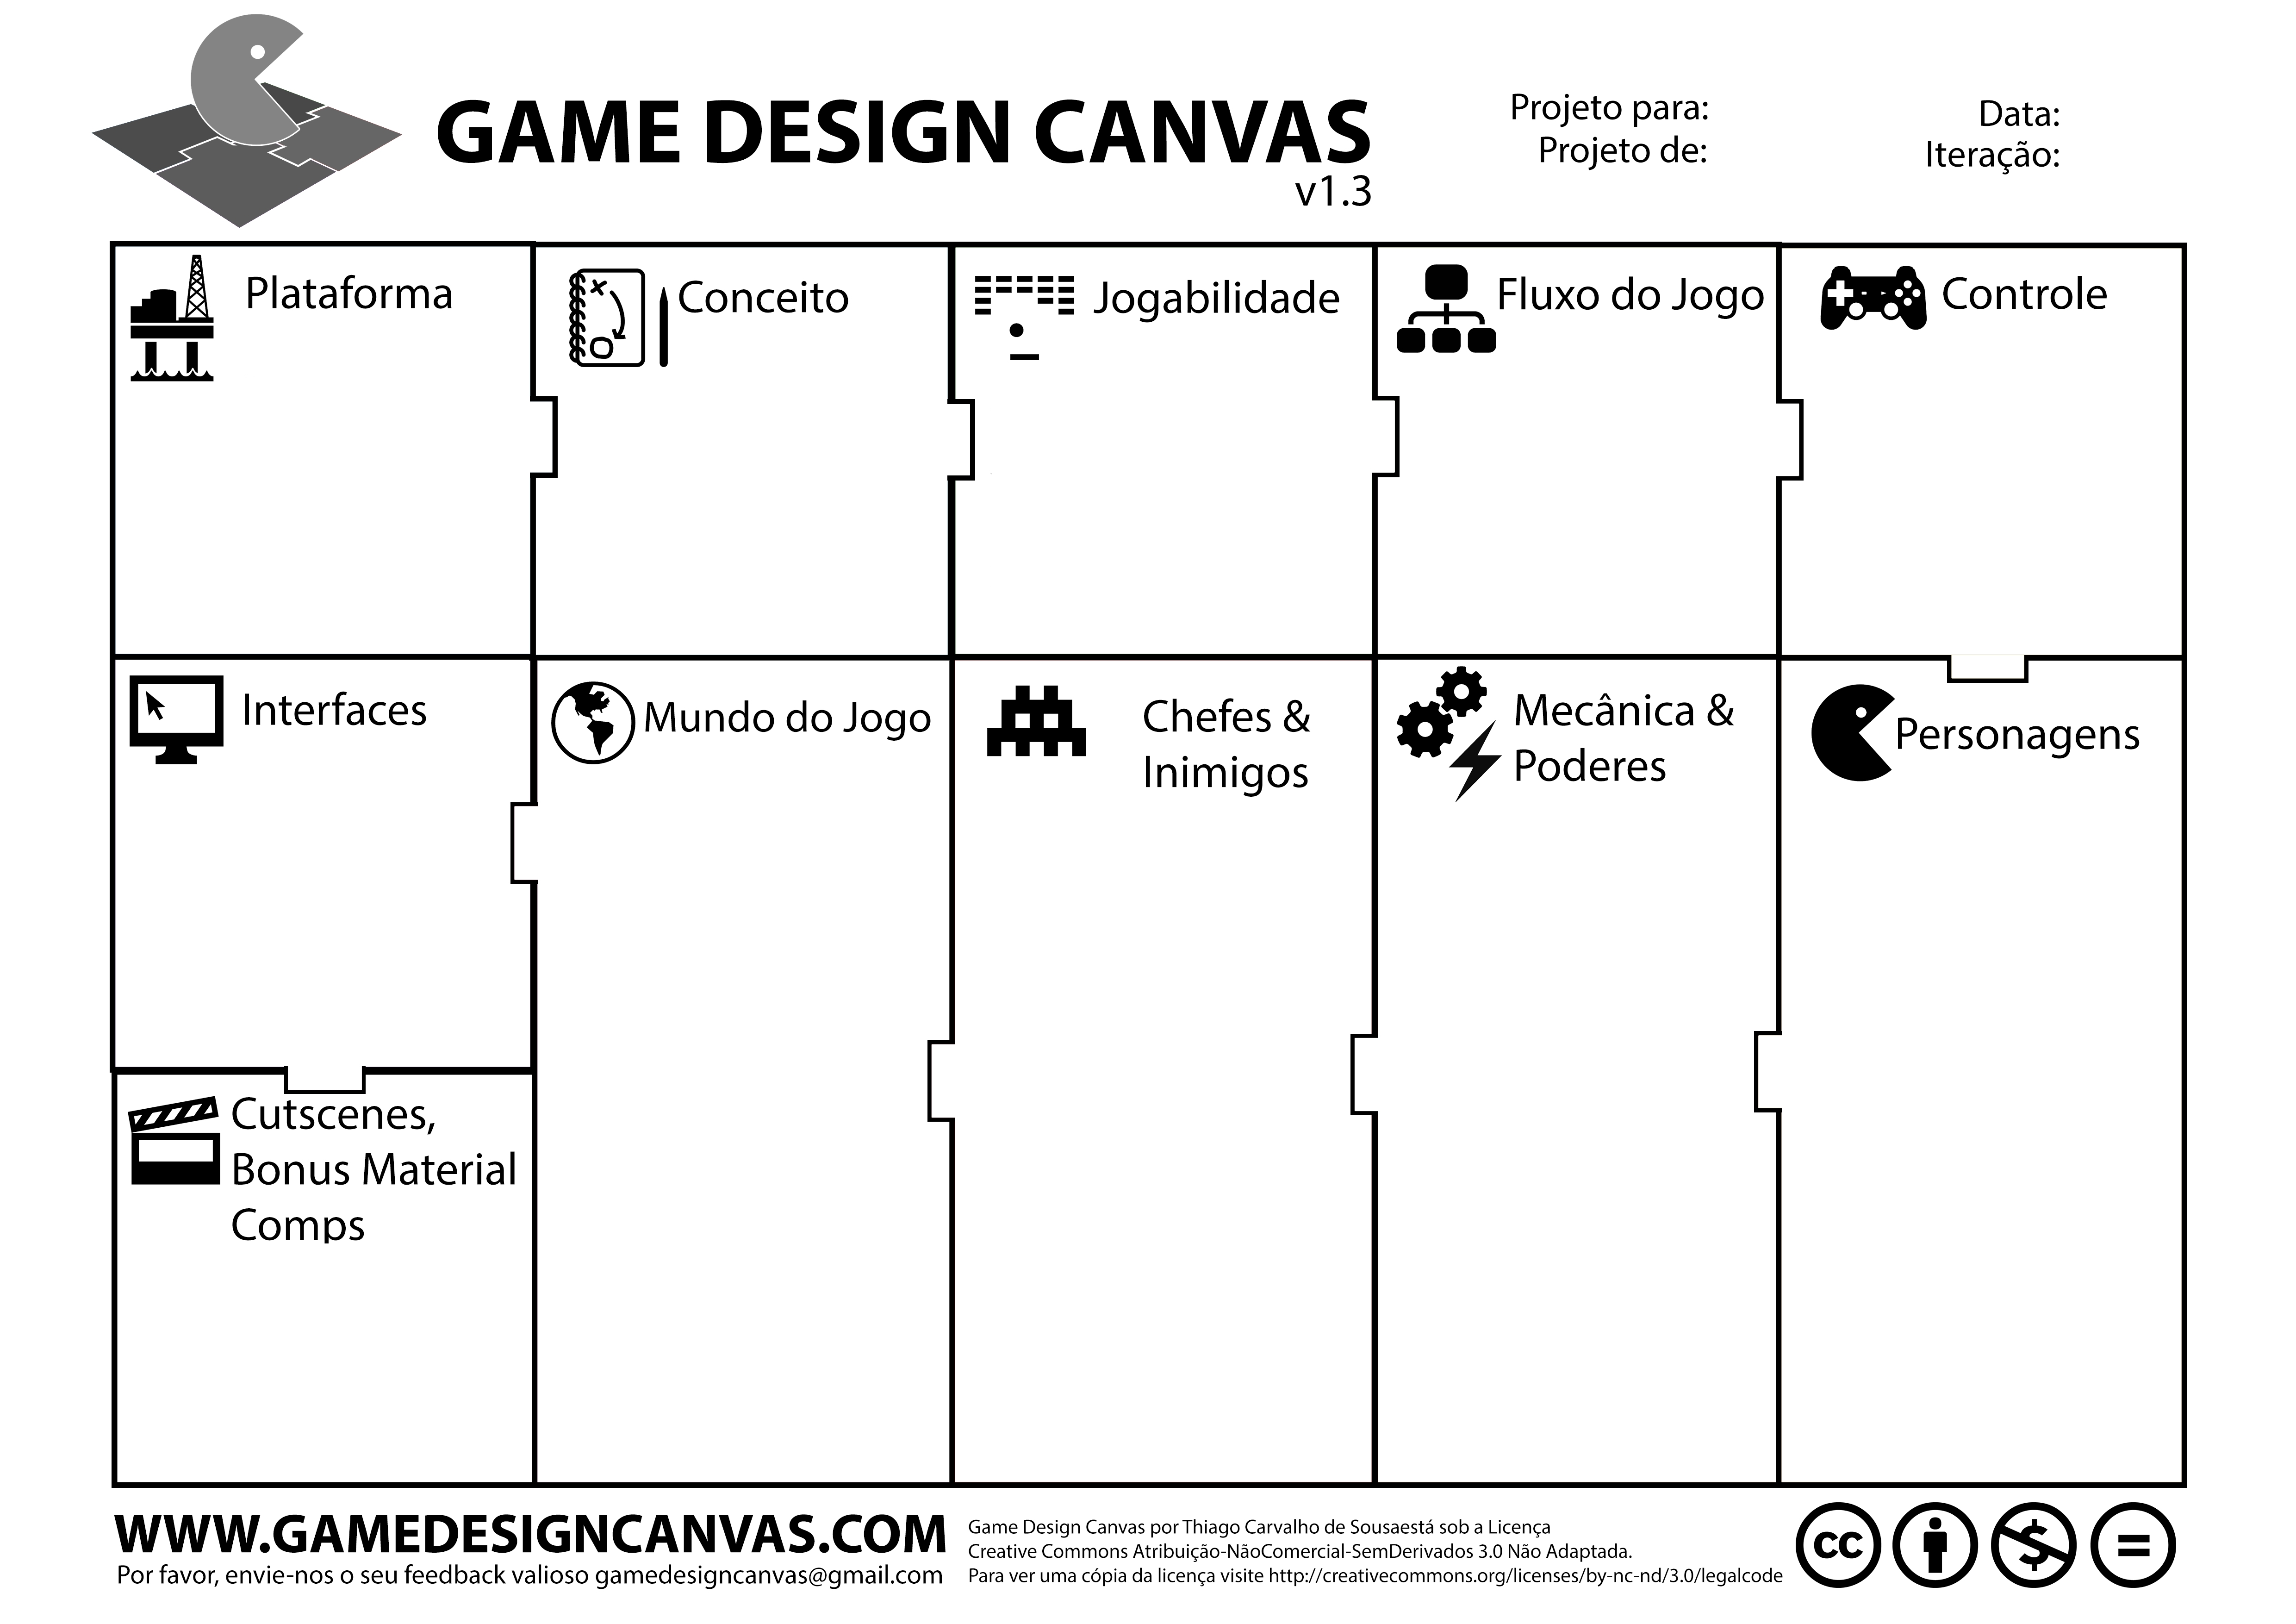 GAME DESIGN CANVAS
v1.3
Projeto para:
Projeto de:
Data:
Iteração:
Plataforma
Conceito
Jogabilidade
Fluxo do Jogo
Controle
Interfaces
Mundo do Jogo
Chefes &
Inimigos
Mecânica &
Poderes
Personagens
Cutscenes,
Bonus Material
Comps
WWW.GAMEDESIGNCANVAS.COM
Por favor, envie-nos o seu feedback valioso gamedesigncanvas@gmail.com
Game Design Canvas por Thiago Carvalho de Sousaestá sob a Licença
Creative Commons Atribuição-NãoComercial-SemDerivados 3.0 Não Adaptada.
Para ver uma cópia da licença visite http://creativecommons.org/licenses/by-nc-nd/3.0/legalcode
cc